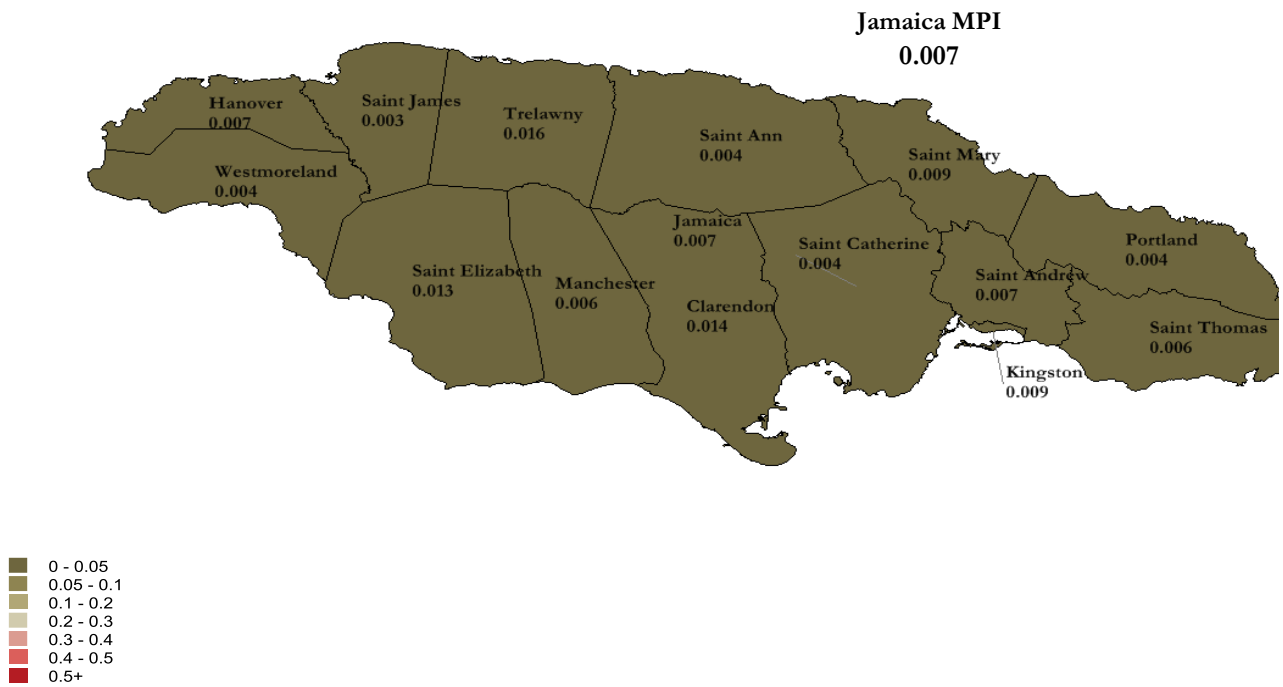 Jamaica MPI
0.007
Hanover
0.007
Saint James
0.003
Trelawny
0.016
Saint Ann
0.004
Saint Mary
0.009
Westmoreland
0.004
Jamaica
0.007
Saint Catherine
0.004
Portland
0.004
Saint Elizabeth
0.013
Manchester
0.006
Saint Andrew
0.007
Clarendon
0.014
Saint Thomas
0.006
Kingston
0.009
0 - 0.05
0.05 - 0.1
0.1 - 0.2
0.2 - 0.3
0.3 - 0.4
0.4 - 0.5
0.5+